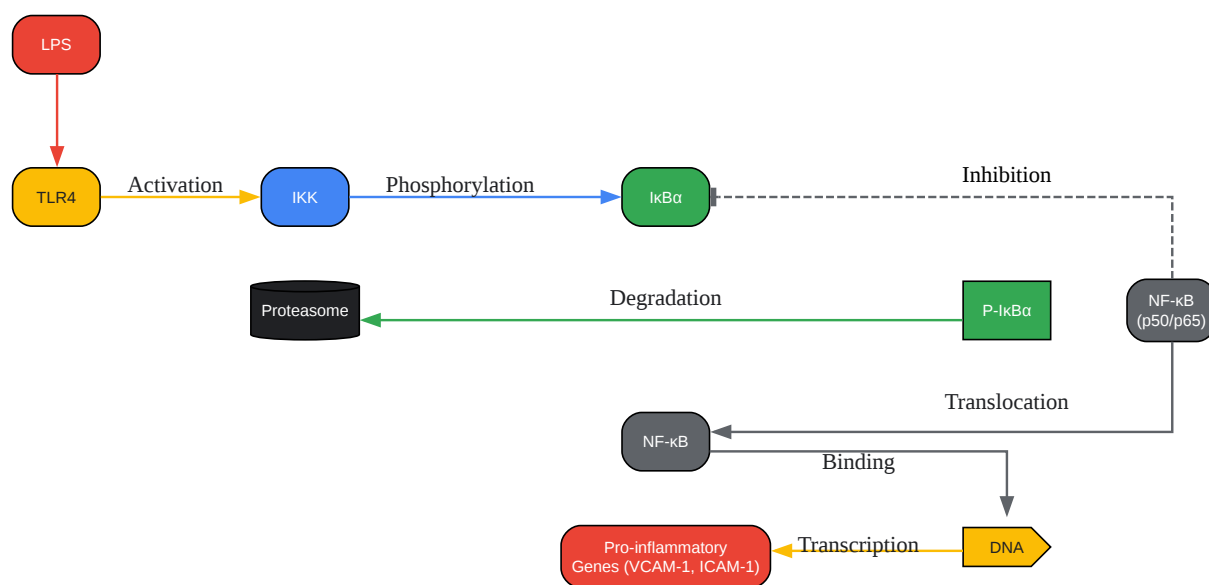 LPS
TLR4
Activation
IKK
Phosphorylation
IκBα
Inhibition
Proteasome
Degradation
P-IκBα
NF-κB
(p50/p65)
Translocation
NF-κB
Binding
Pro-inflammatory
Genes (VCAM-1, ICAM-1)
Transcription
DNA